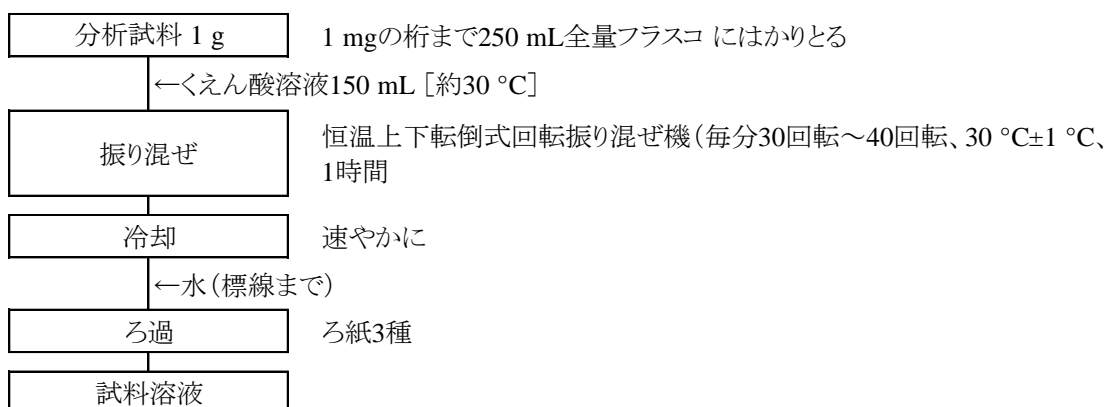 分析試料 1 g
1 mgの桁まで250 mL全量フラスコ にはかりとる
←くえん酸溶液150 mL [約30 °C]
振り混ぜ
恒温上下転倒式回転振り混ぜ機(毎分30回転~40回転、30 °C±1 °C、
1時間
冷却
速やかに
←水(標線まで)
ろ過
ろ紙3種
試料溶液